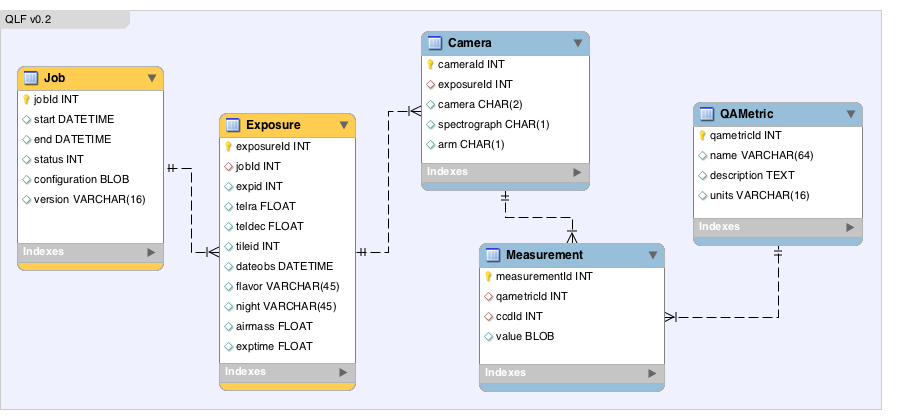 QLF v0.2
Job
jobId INT
start DATETIME
end DATETIME
status INT
configuration BLOB
version VARCHAR(16)
Indexes
Exposure
exposureId INT
jobId INT
expid INT
telra FLOAT
teldec FLOAT
tileid INT
dateobs DATETIME
flavor VARCHAR(45)
night VARCHAR(45)
airmass FLOAT
exptime FLOAT
Indexes
Camera
cameraId INT
exposureId INT
camera CHAR(2)
spectrograph CHAR(1)
arm CHAR(1)
Indexes
Measurement
measurementId INT
qametricId INT
ccdId INT
value BLOB
Indexes
QAMetric
qametricId INT
name VARCHAR(64)
description TEXT
units VARCHAR(16)
Indexes